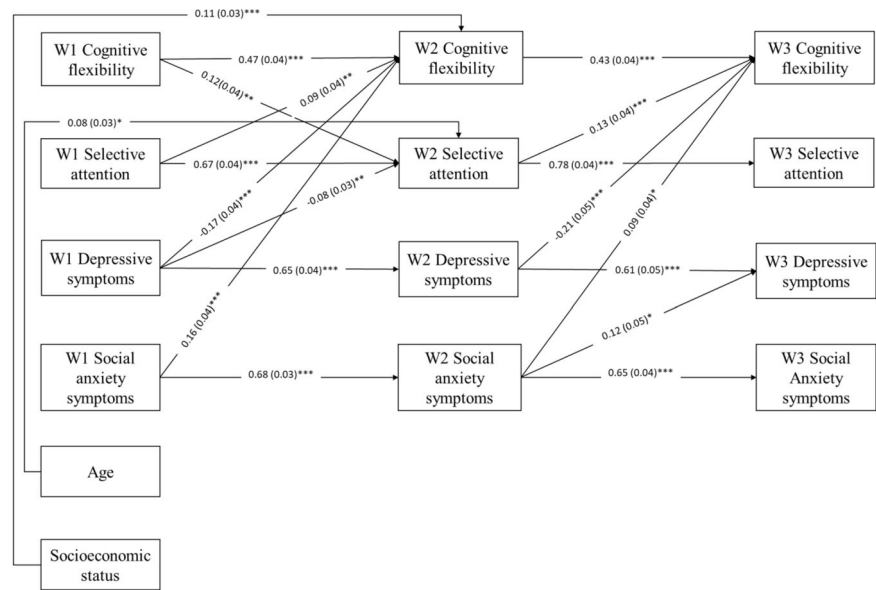 0.11 (0.03)***
W1 Cognitive
flexibility
0.47 (0.04)***
W2 Cognitive
flexibility
0.43 (0.04)***
W3 Cognitive
flexibility
0.12(0.04)**
0.09 (0.04)**
0.13 (0.04)***
0.08 (0.03)*
W1 Selective
attention
0.67 (0.04)***
W2 Selective
attention
0.78 (0.04)***
W3 Selective
attention
-0.17 (0.04)***
-0.08 (0.03)**
-0.21 (0.05)***
0.09 (0.04)*
W1 Depressive
symptoms
0.65 (0.04)***
W2 Depressive
symptoms
0.61 (0.05)***
W3 Depressive
symptoms
0.16 (0.04)***
0.12 (0.05)*
W1 Social
anxiety
symptoms
0.68 (0.03)***
W2 Social
anxiety
symptoms
0.65 (0.04)***
W3 Social
Anxiety
symptoms
Age
Socioeconomic
status